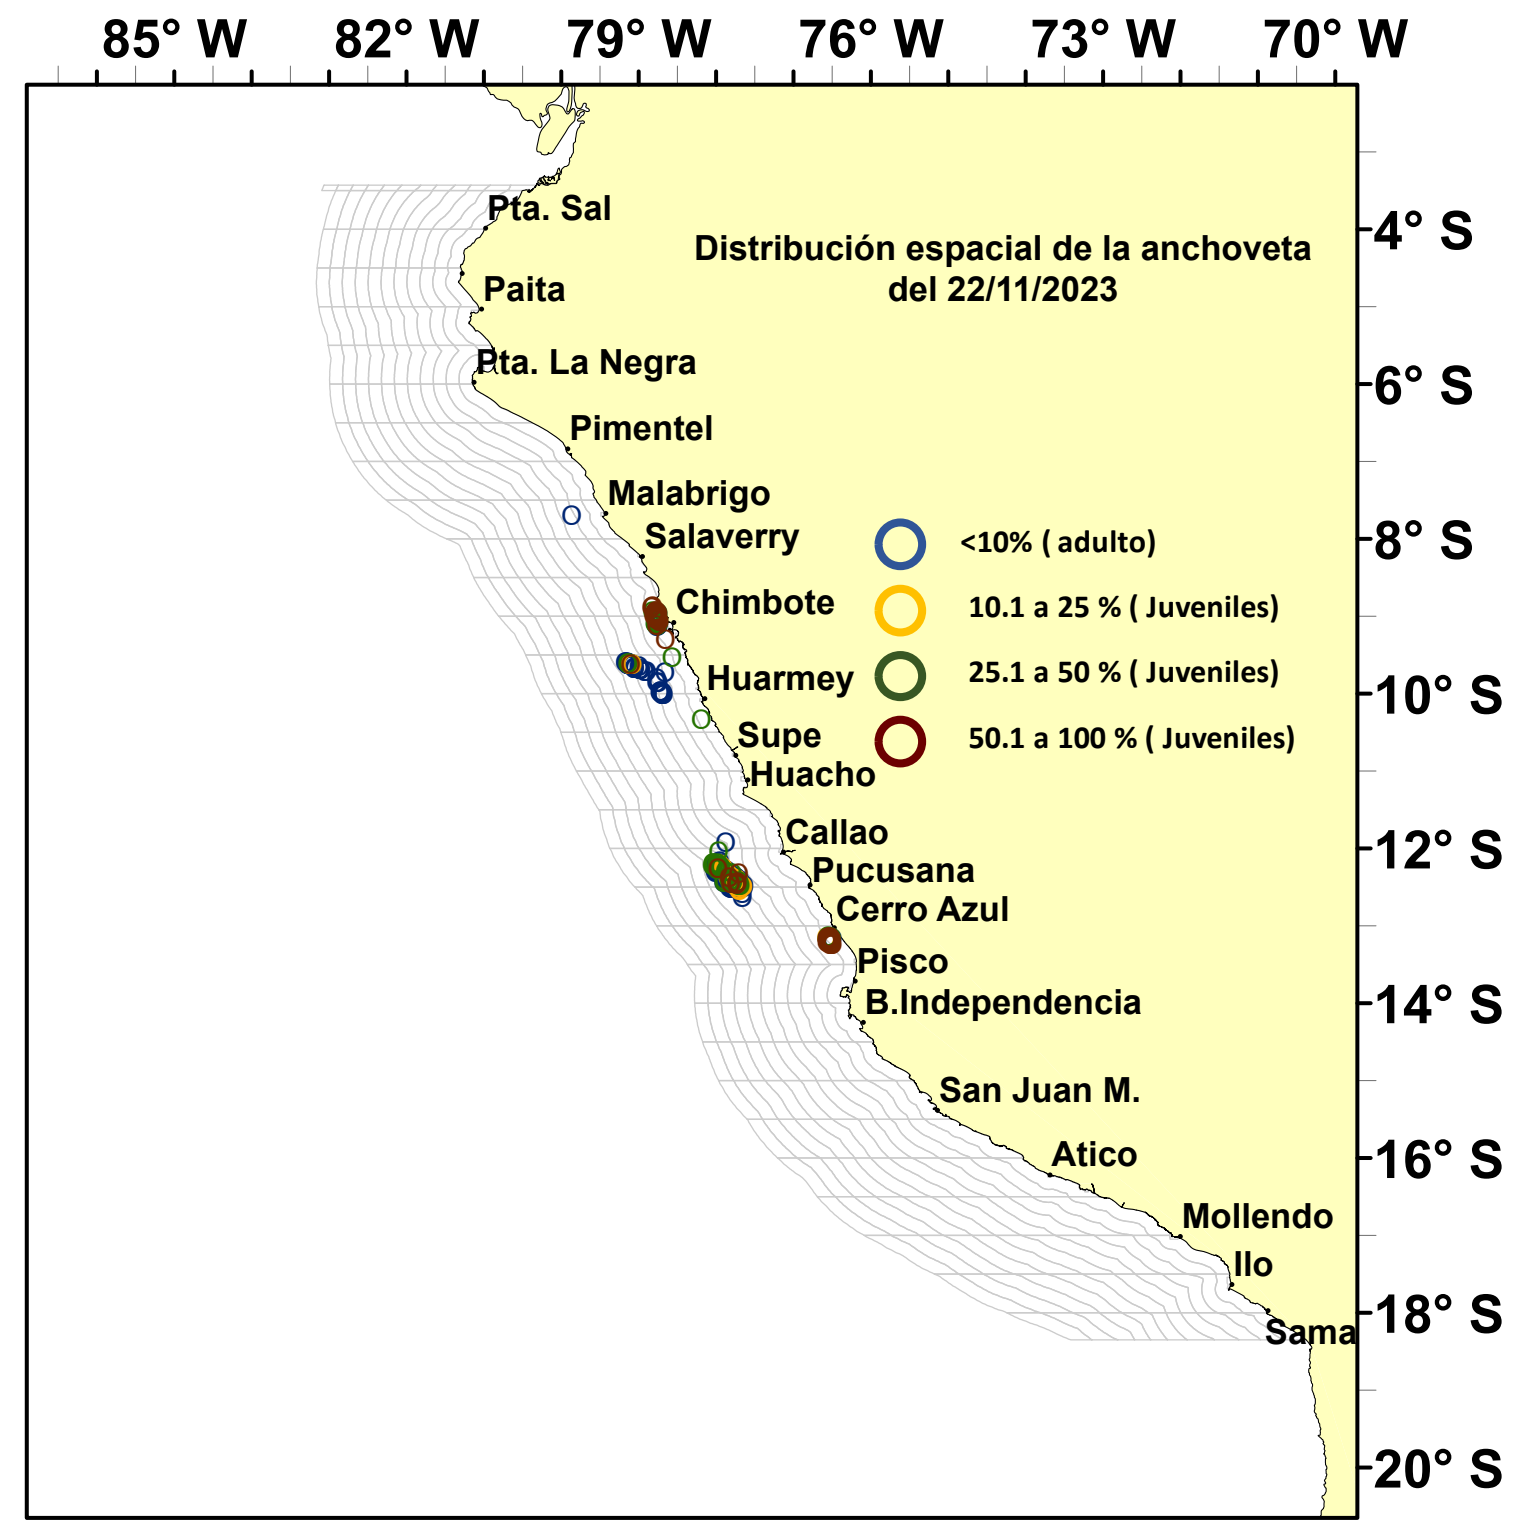 85° W 82° W 79° W 76° W 73° W 70° W
Pta. Sal
4° S
Distribución espacial de la anchoveta
del 22/11/2023
Paita
Pta. La Negra
6° S
Pimentel
Malabrigo
Salaverry
8° S
<10% ( adulto)
Chimbote
10.1 a 25 % ( Juveniles)
Huarmey
25.1 a 50 % ( Juveniles)
10° S
Supe
50.1 a 100 % ( Juveniles)
Huacho
Callao
12° S
Pucusana
Cerro Azul
Pisco
B.Independencia
14° S
San Juan M.
Atico
16° S
Mollendo
Ilo
18° S
Sama
20° S